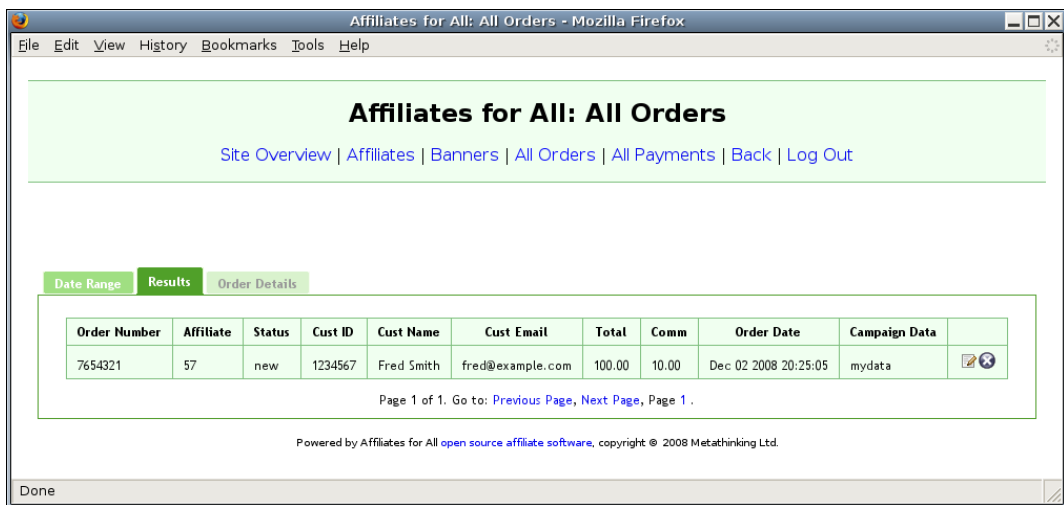 Affiliates for All: All Orders - Mozilla Firefox
File Edit View History Bookmarks Tools Help
Affiliates for All: All Orders
Site Overview | Affiliates | Banners | All Orders | All Payments | Back | Log Out
Date Range Results Order Details
Order Number Affiliate Status Cust ID Cust Name Cust Email Total Comm Order Date Campaign Data
7654321 57 new 1234567 Fred Smith fred@example.com 100.00 10.00 Dec 02 2008 20:25:05 mydata
Page 1 of 1. Go to: Previous Page, Next Page, Page 1 .
Powered by Affiliates for All open source affiliate software, copyright © 2008 Metathinking Ltd.
Done